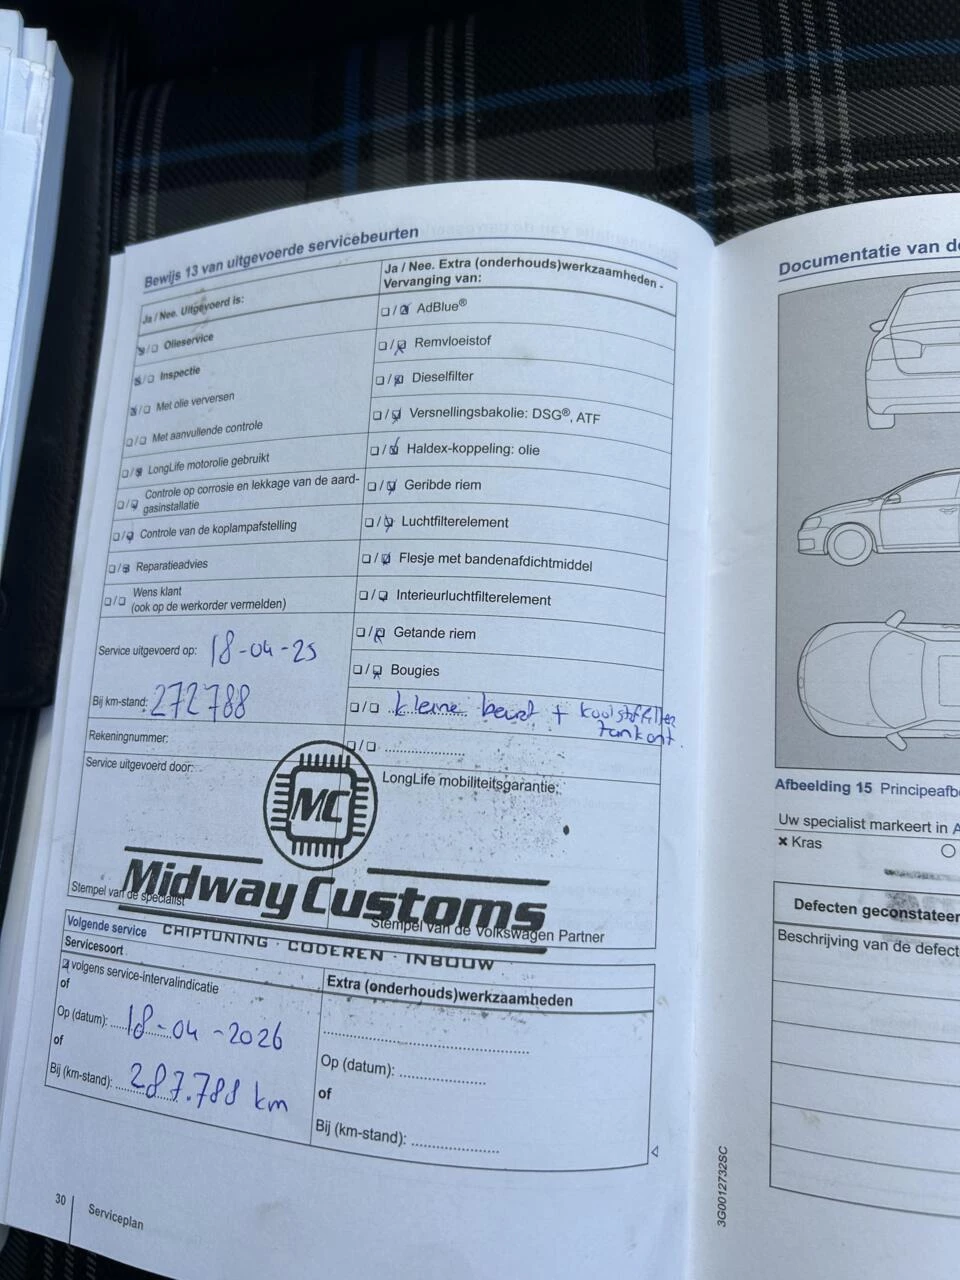 Bewijs 13 van uitgevoerde servicebeurten
Ja / Nee. Uitgevoerd is:
Olieservice
Inspectie
Met olie verversen
Met aanvullende controle
LongLife motorolie gebruikt
Controle op corrosie en lekkage van de aard-
gasinstallatie
Controle van de koplampafstelling
Reparatieadvies
Wens klant
(ook op de werkorder vermelden)
Service uitgevoerd op: 18-04-25
Bij km-stand: 272788
Rekeningnummer:
Service uitgevoerd door:
Ja / Nee. Extra (onderhouds)werkzaamheden -
Vervanging van:
AdBlue®
Remvloeistof
Dieselfilter
Versnellingsbakolie: DSG®, ATF
Haldex-koppeling: olie
Geribde riem
Luchtfilterelement
Flesje met bandenafdichtmiddel
Interieurluchtfilterelement
Getande riem
Bougies
kleine beurt + koolstffilter
tankont.
LongLife mobiliteitsgarantie:
MC
Midway Customs
CHIPTUNING · CODEREN · INBOUW
Stempel van de specialist
Stempel van de Volkswagen Partner
Volgende service
Servicesoort
volgens service-intervalindicatie
of
Op (datum): 18-04-2026
of
Bij (km-stand): 287.788 km
Extra (onderhouds)werkzaamheden
Op (datum):
of
Bij (km-stand):
30
Serviceplan
Documentatie van de
Afbeelding 15 Principeafbe
Uw specialist markeert in A
× Kras
Defecten geconstateer
Beschrijving van de defect
3G0012732SC